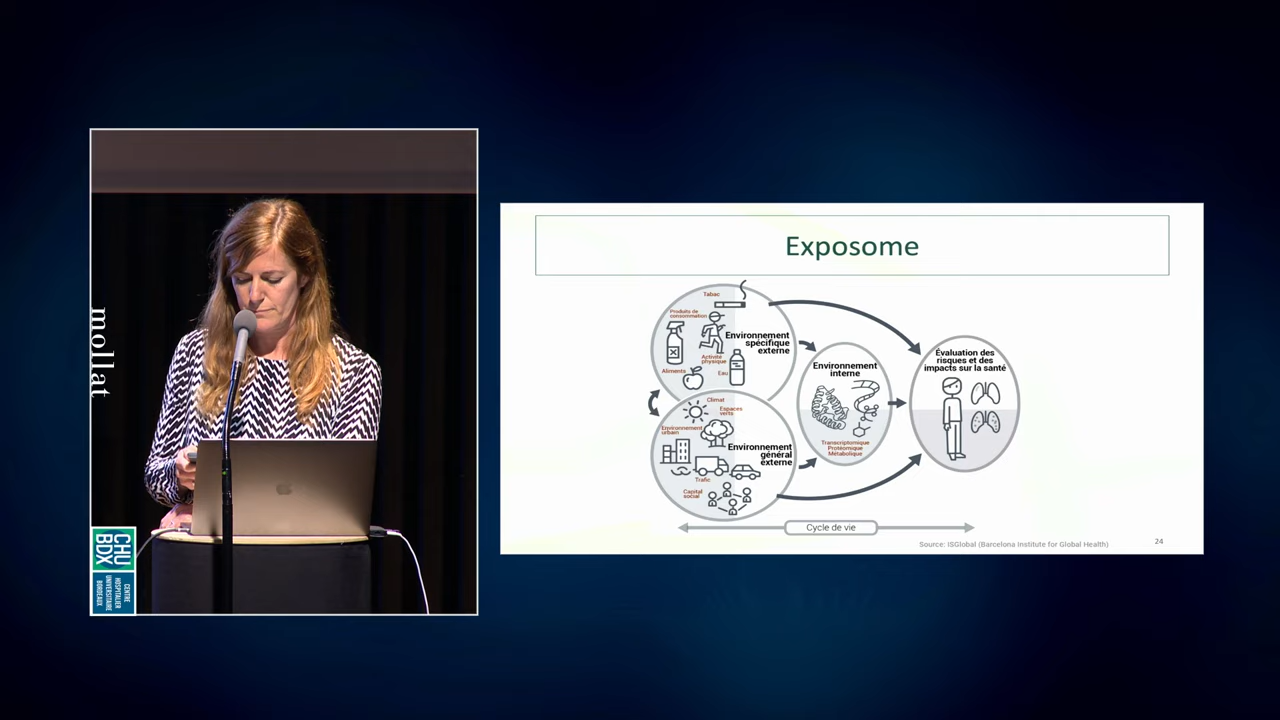 mollat
CHU
BDX
CENTRE
HOSPITALIER
UNIVERSITAIRE
BORDEAUX
Exposome
Tabac
Produits de
consommation
Environnement
spécifique
externe
Activité
physique
Aliments
Eau
Climat
Espaces
verts
Environnement
urbain
Environnement
général
externe
Trafic
Capital
social
Environnement
interne
Transcriptomique
Protéomique
Métabolique
Évaluation des
risques et des
impacts sur la santé
Cycle de vie
Source: ISGlobal (Barcelona Institute for Global Health)
24